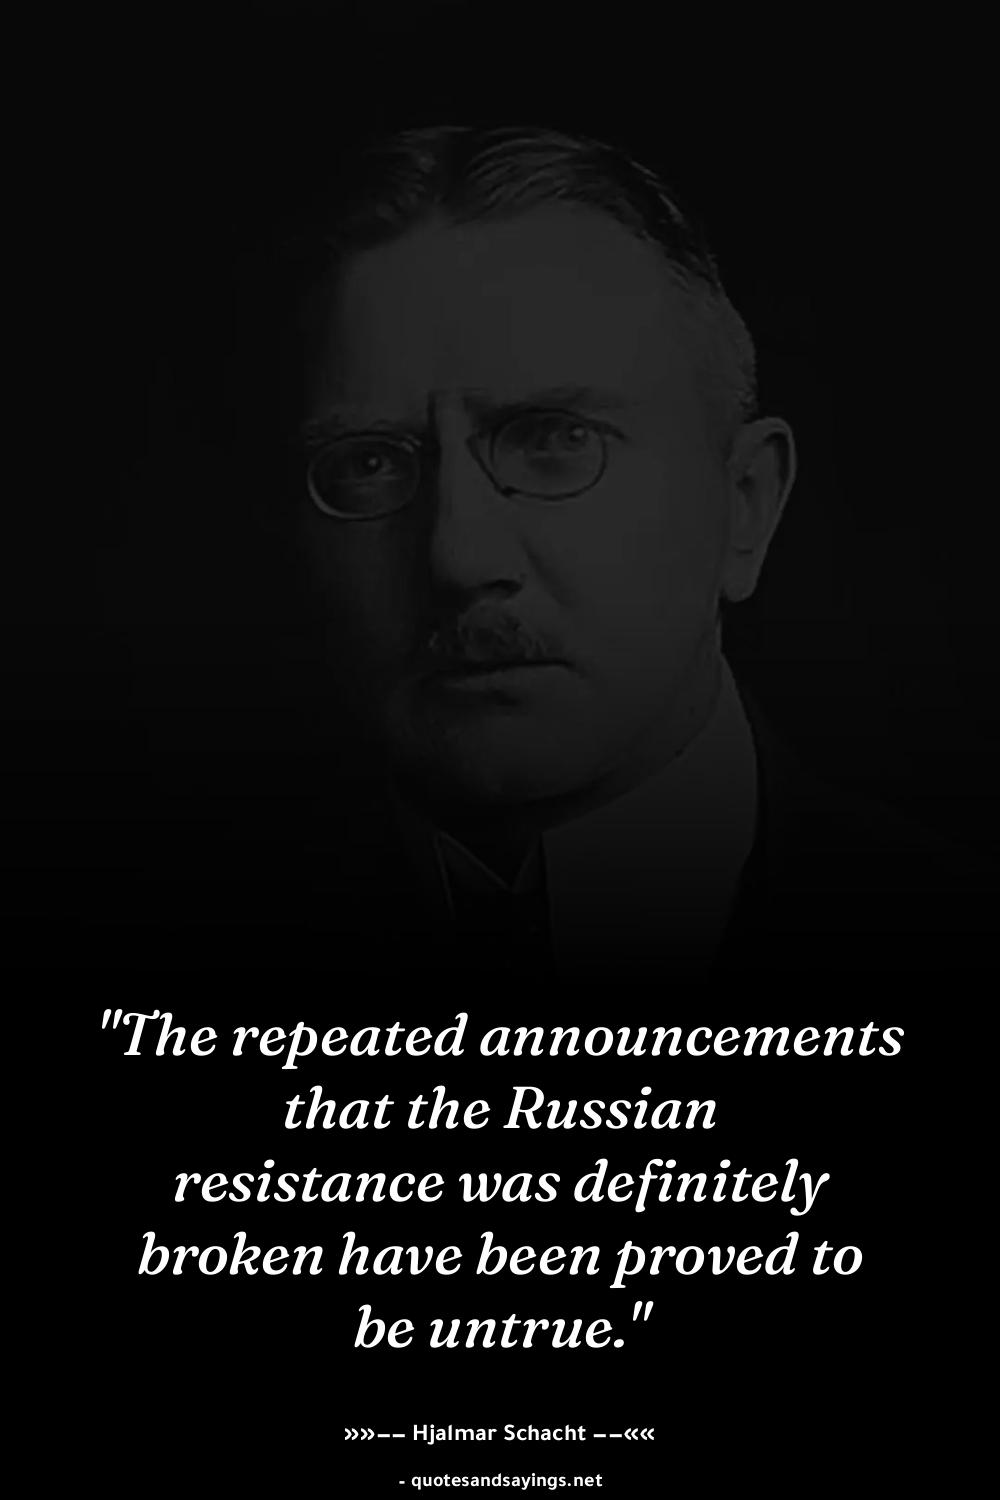 "The repeated announcements
that the Russian
resistance was definitely
broken have been proved to
be untrue."
»»−− Hjalmar Schacht −−««
- quotesandsayings.net